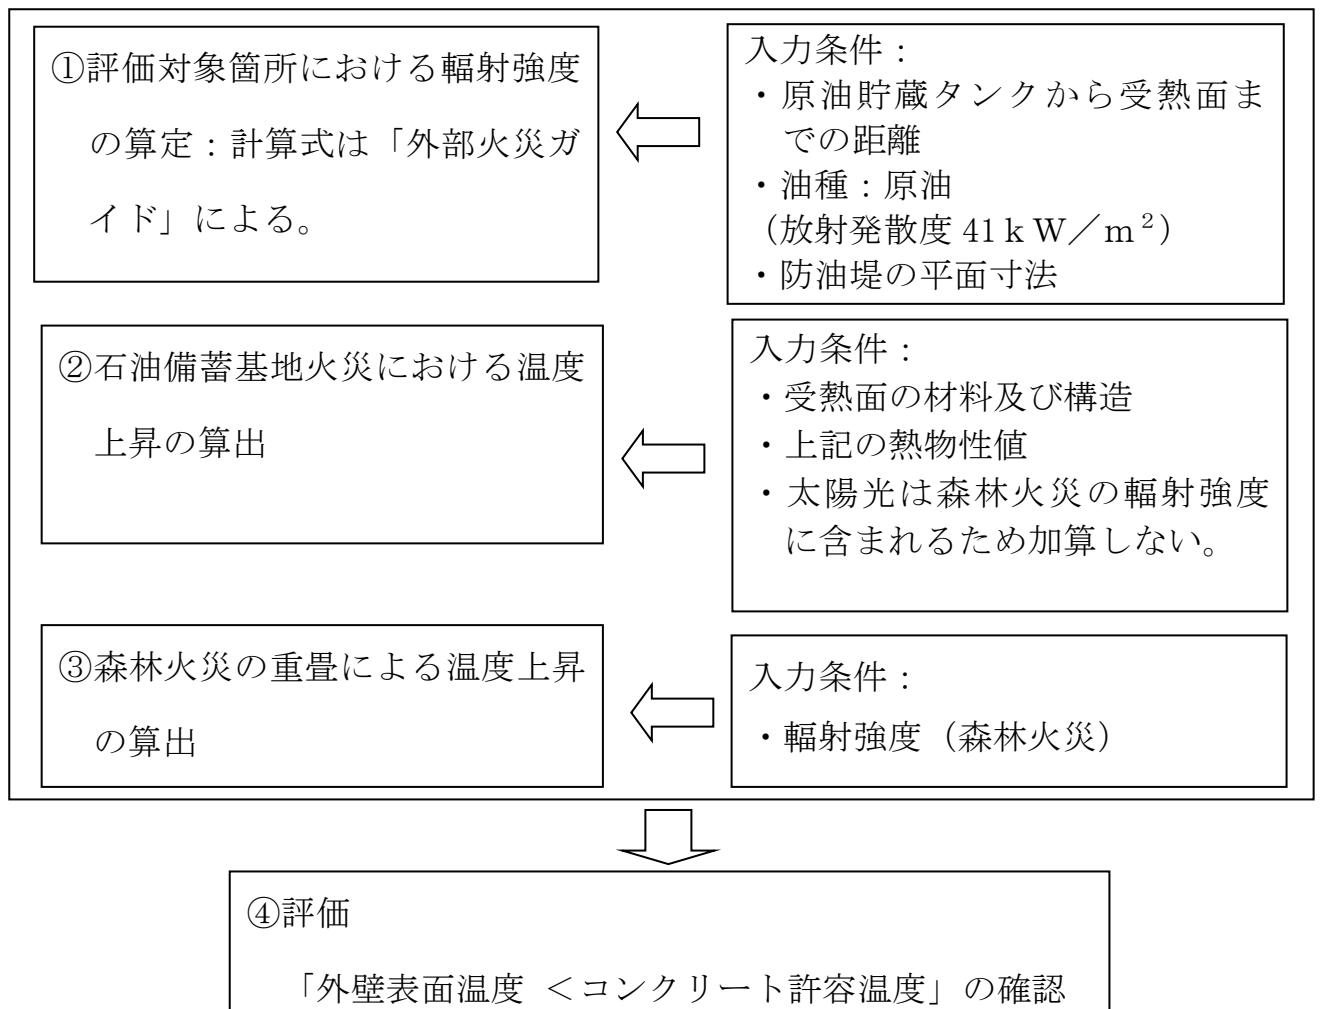 ①評価対象箇所における輻射強度
の算定：計算式は「外部火災ガ
イド」による。
入力条件：
・原油貯蔵タンクから受熱面ま
での距離
・油種：原油
（放射発散度 41ｋＷ／ｍ²）
・防油堤の平面寸法
②石油備蓄基地火災における温度
上昇の算出
入力条件：
・受熱面の材料及び構造
・上記の熱物性値
・太陽光は森林火災の輻射強度
に含まれるため加算しない。
③森林火災の重畳による温度上昇
の算出
入力条件：
・輻射強度（森林火災）
④評価
「外壁表面温度 ＜コンクリート許容温度」の確認